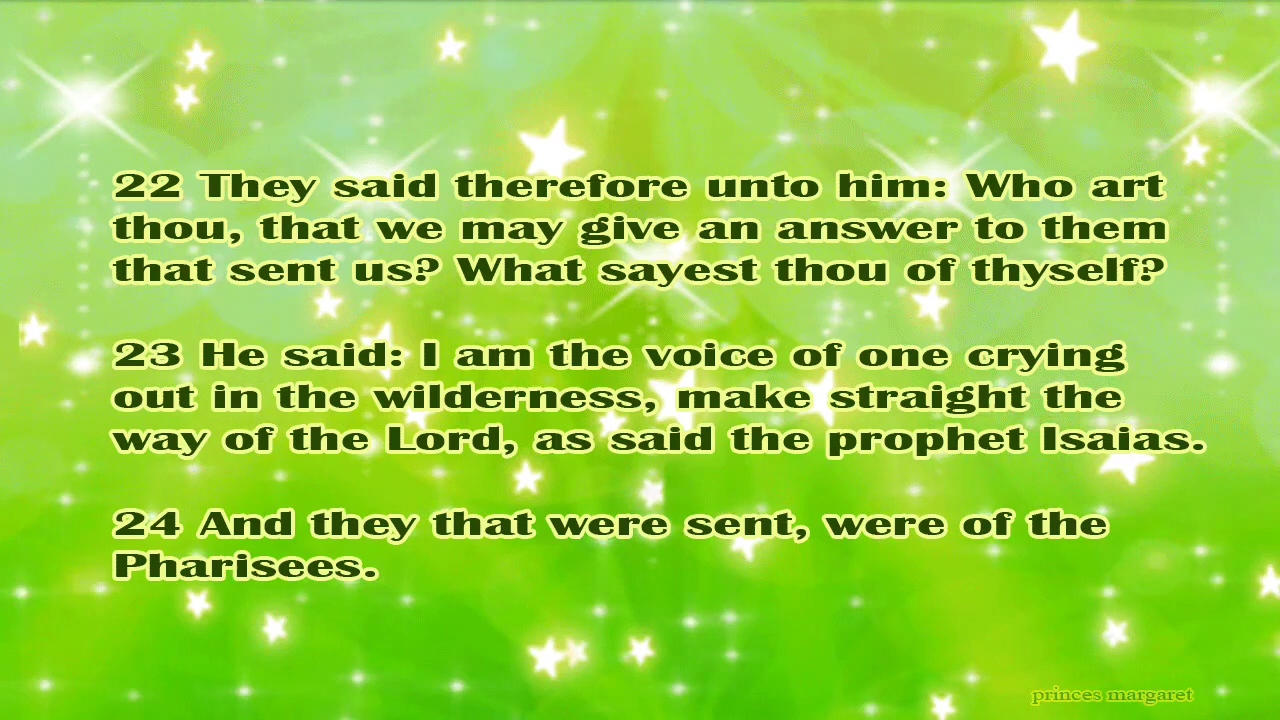 22 They said therefore unto him: Who art
thou, that we may give an answer to them
that sent us? What sayest thou of thyself?
23 He said: I am the voice of one crying
out in the wilderness, make straight the
way of the Lord, as said the prophet Isaias.
24 And they that were sent, were of the
Pharisees.
princes margaret